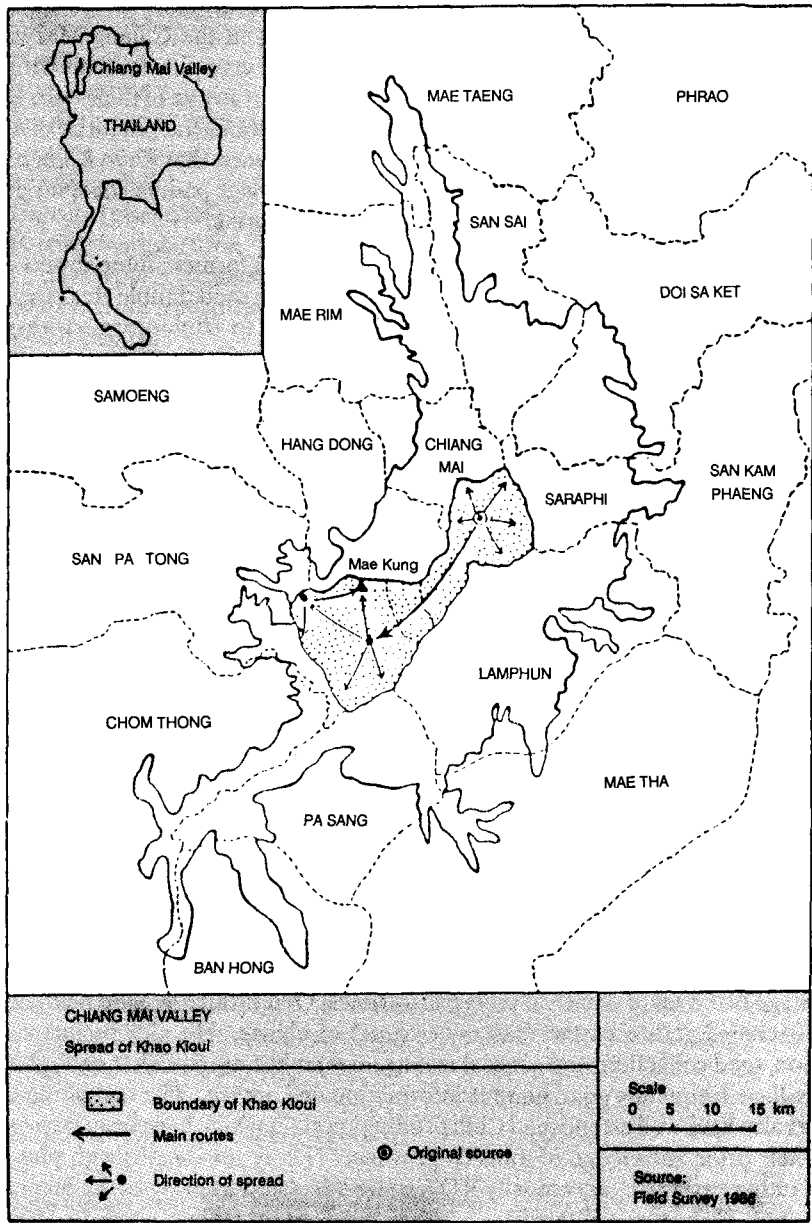 Chiang Mai Valley
THAILAND
MAE TAENG
PHRAO
SAN SAI
DOI SA KET
MAE RIM
SAMOENG
HANG DONG
CHIANG
MAI
SARAPHI
SAN KAM
PHAENG
SAN PA TONG
Mae Kung
LAMPHUN
CHOM THONG
MAE THA
PA SANG
BAN HONG
CHIANG MAI VALLEY
Spread of Khao Kloui
Boundary of Khao Kloui
Main routes
Original source
Direction of spread
Scale
0 5 10 15 km
Source:
Field Survey 1986